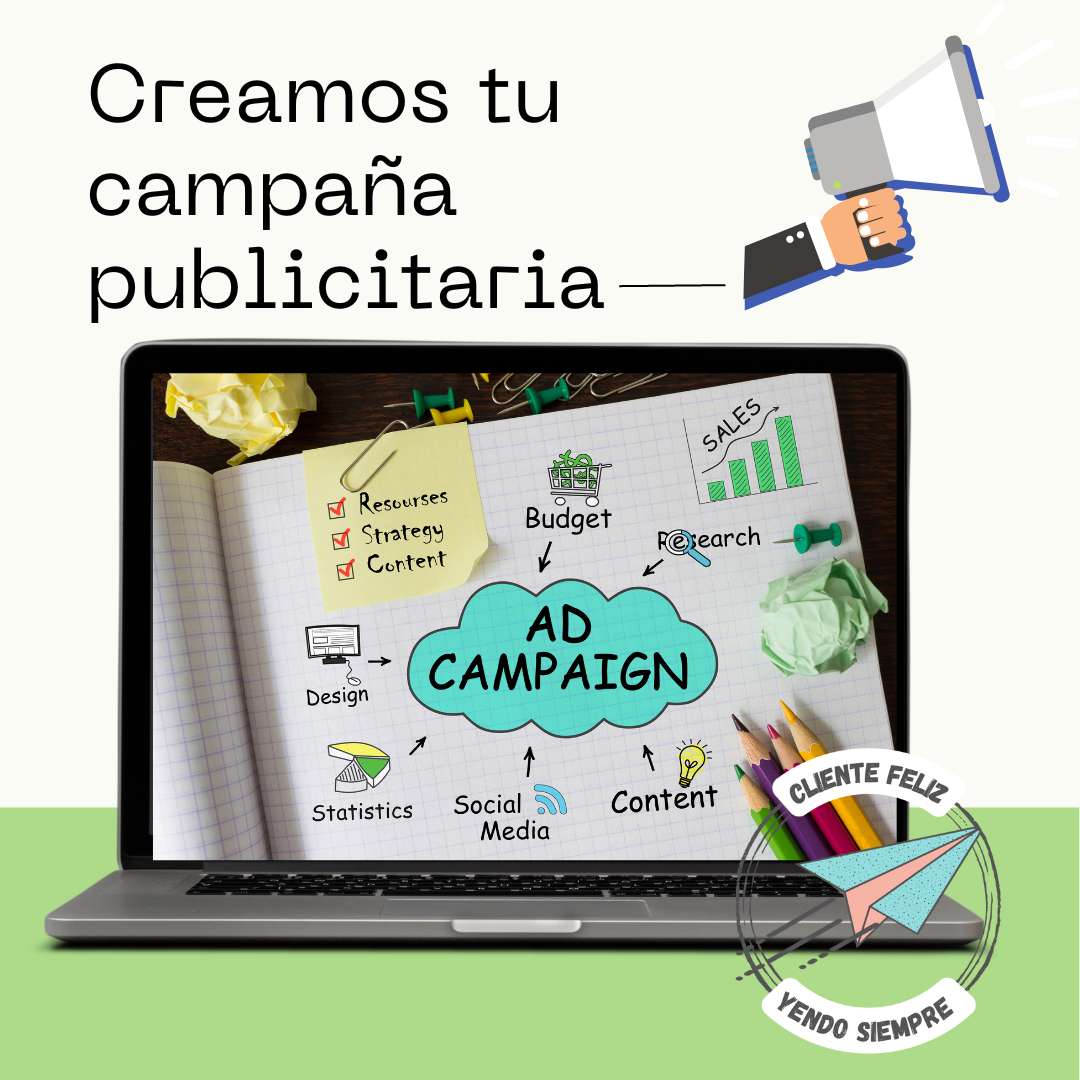 Creamos tu
campaña
publicitaria
SALES
Resourses
Strategy
Content
Budget
Research
AD
CAMPAIGN
Design
Statistics
Social
Media
Content
CLIENTE FELIZ
YENDO SIEMPRE